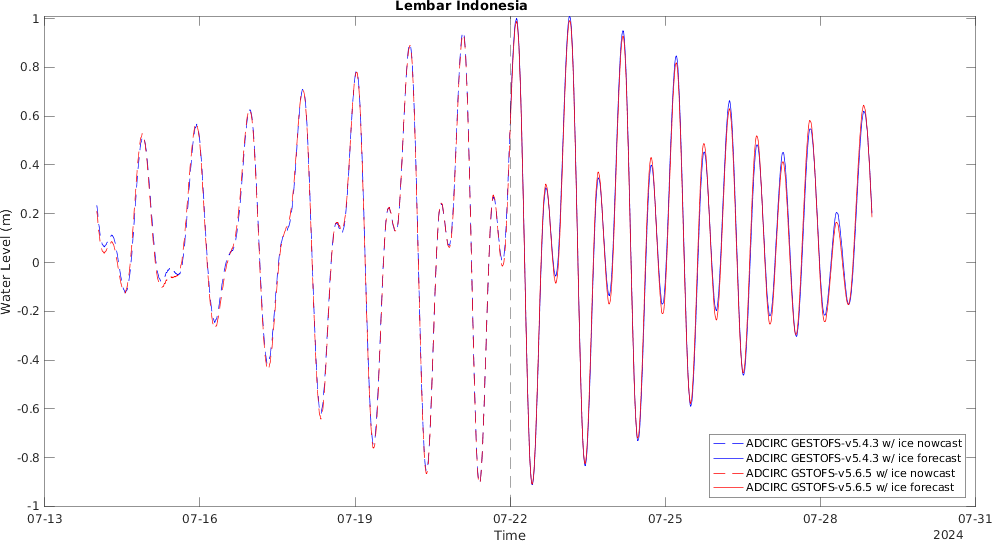 Lembar Indonesia
1
0.8
0.6
0.4
0.2
0
-0.2
-0.4
-0.6
-0.8
-1
Water Level (m)
ADCIRC GESTOFS-v5.4.3 w/ ice nowcast
ADCIRC GESTOFS-v5.4.3 w/ ice forecast
ADCIRC GSTOFS-v5.6.5 w/ ice nowcast
ADCIRC GSTOFS-v5.6.5 w/ ice forecast
07-13 07-16 07-19 07-22 07-25 07-28 07-31
Time
2024